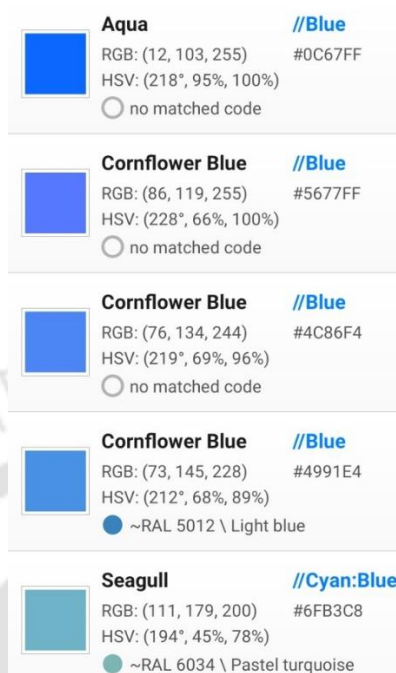 Aqua //Blue
RGB: (12, 103, 255) #0C67FF
HSV: (218°, 95%, 100%)
no matched code
Cornflower Blue //Blue
RGB: (86, 119, 255) #5677FF
HSV: (228°, 66%, 100%)
no matched code
Cornflower Blue //Blue
RGB: (76, 134, 244) #4C86F4
HSV: (219°, 69%, 96%)
no matched code
Cornflower Blue //Blue
RGB: (73, 145, 228) #4991E4
HSV: (212°, 68%, 89%)
~RAL 5012 \ Light blue
Seagull //Cyan:Blue
RGB: (111, 179, 200) #6FB3C8
HSV: (194°, 45%, 78%)
~RAL 6034 \ Pastel turquoise